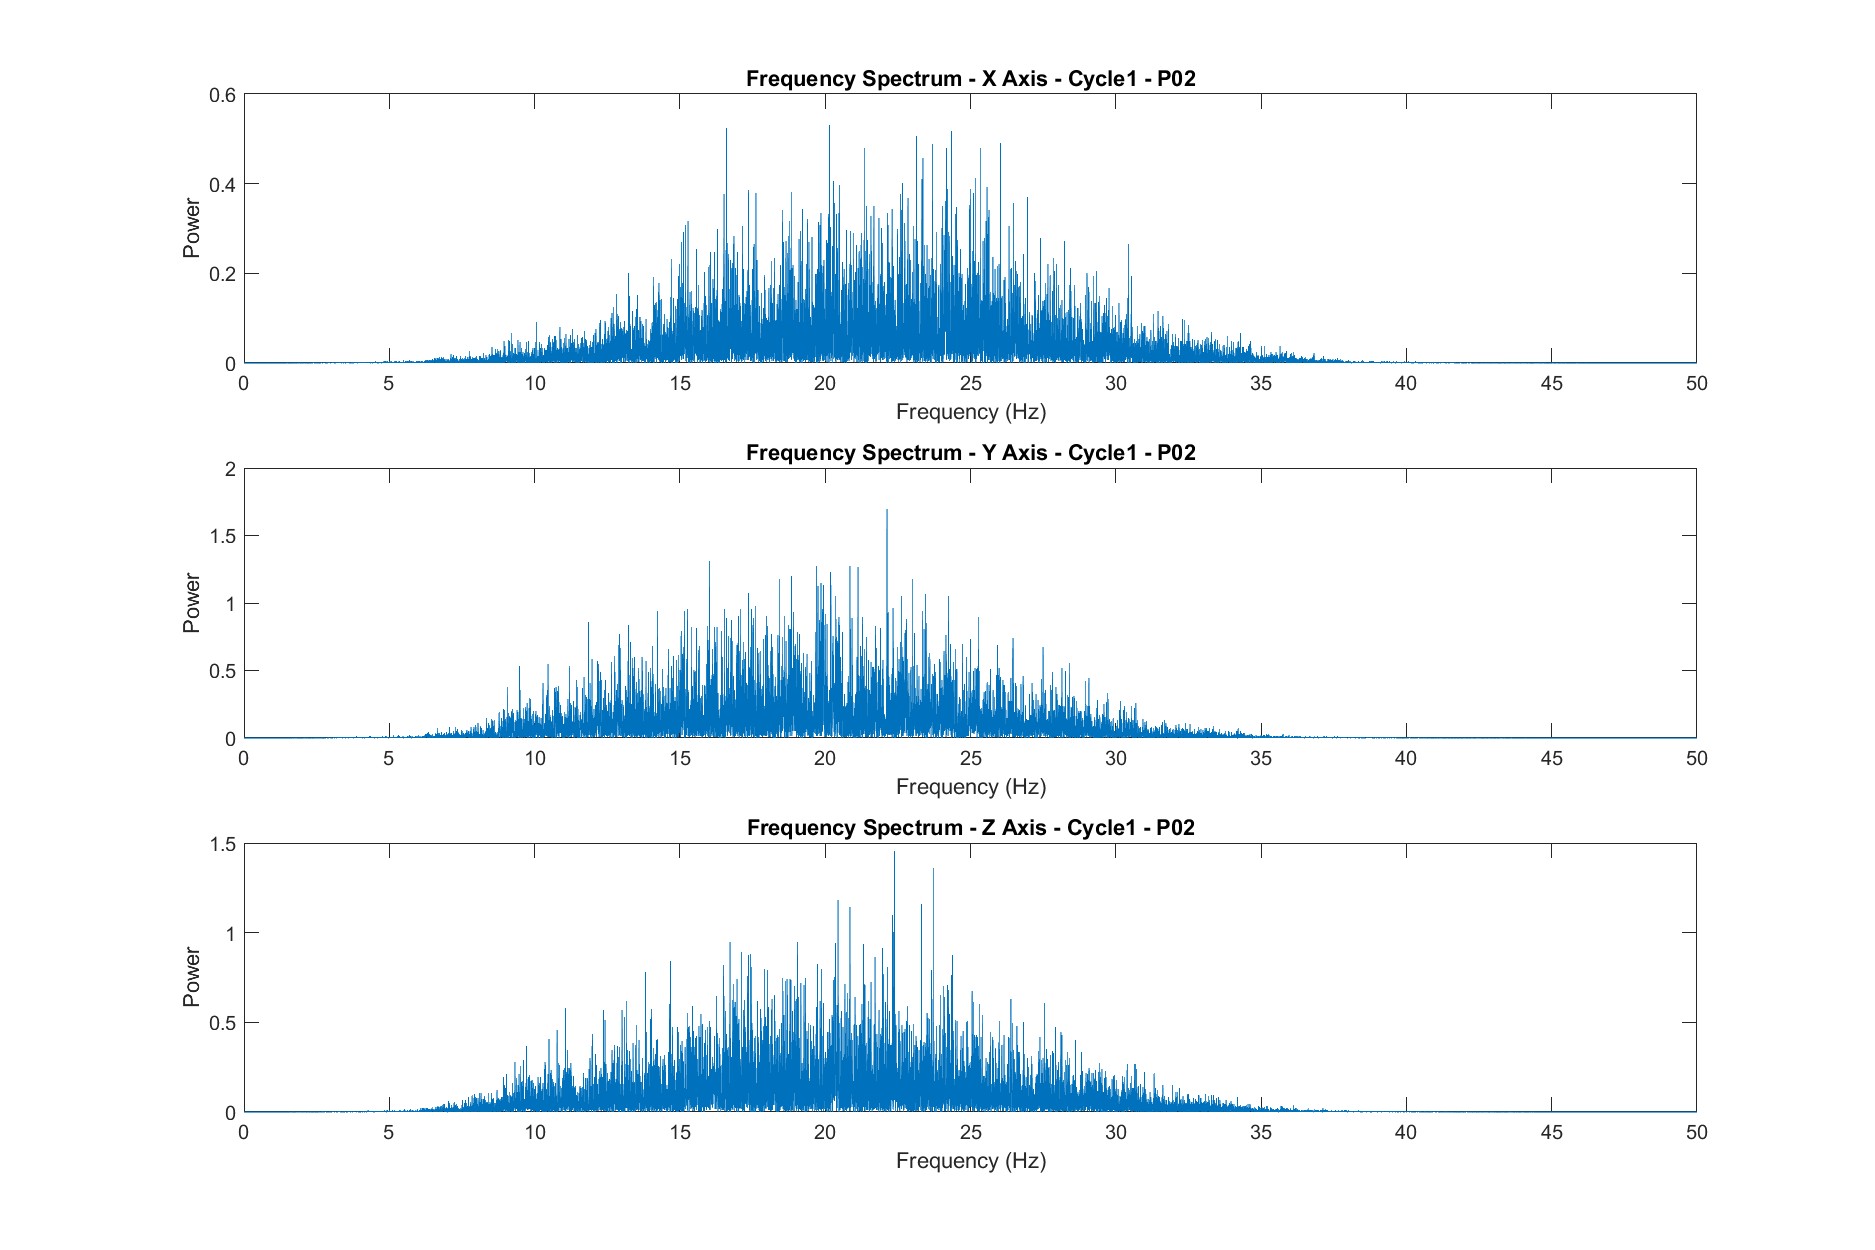 Frequency Spectrum - X Axis - Cycle1 - P02
0.6
0.4
0.2
0
Power
0 5 10 15 20 25 30 35 40 45 50
Frequency (Hz)
Frequency Spectrum - Y Axis - Cycle1 - P02
2
1.5
1
0.5
0
Power
0 5 10 15 20 25 30 35 40 45 50
Frequency (Hz)
Frequency Spectrum - Z Axis - Cycle1 - P02
1.5
1
0.5
0
Power
0 5 10 15 20 25 30 35 40 45 50
Frequency (Hz)